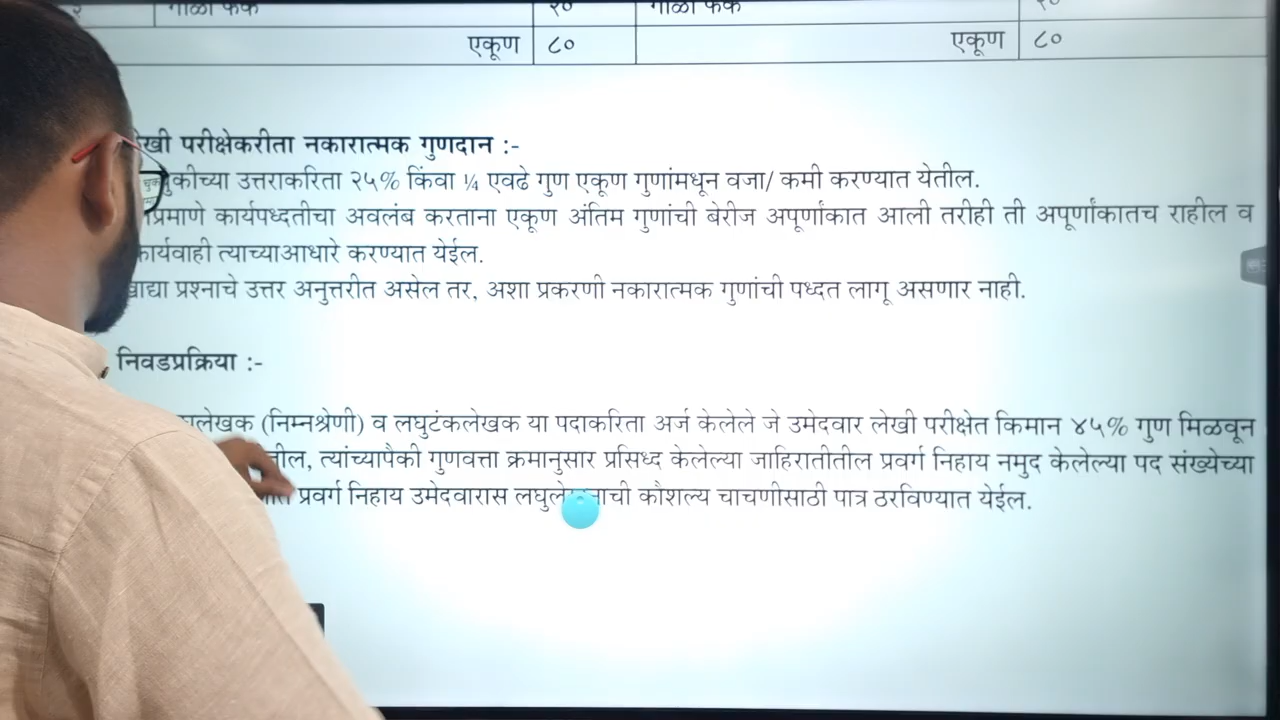 एकूण ८० एकूण ८०
परीक्षेकरीता नकारात्मक गुणदान :-
उत्तराकरिता २५% किंवा ¼ एवढे गुण एकूण गुणांमधून वजा/ कमी करण्यात येतील.
कार्यपध्दतीचा अवलंब करताना एकूण अंतिम गुणांची बेरीज अपूर्णांकात आली तरीही ती अपूर्णांकातच राहील व
कार्यवाही त्याच्याआधारे करण्यात येईल.
प्रश्नाचे उत्तर अनुत्तरीत असेल तर, अशा प्रकरणी नकारात्मक गुणांची पध्दत लागू असणार नाही.
निवडप्रक्रिया :-
(निम्नश्रेणी) व लघुटंकलेखक या पदाकरिता अर्ज केलेले जे उमेदवार लेखी परीक्षेत किमान ४५% गुण मिळवून
त्यांच्यापैकी गुणवत्ता क्रमानुसार प्रसिध्द केलेल्या जाहिरातीतील प्रवर्ग निहाय नमुद केलेल्या पद संख्येच्या
प्रवर्ग निहाय उमेदवारास कौशल्य चाचणीसाठी पात्र ठरविण्यात येईल.